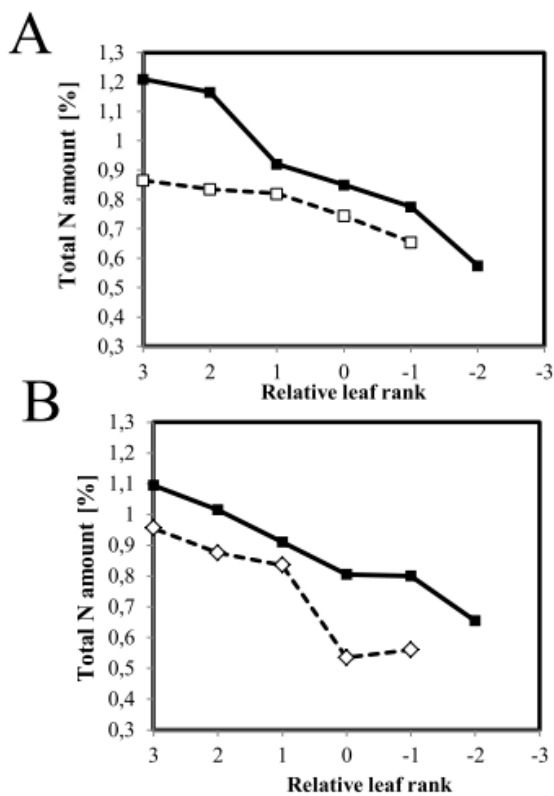 A
Total N amount [%]
1,3
1,2
1,1
1
0,9
0,8
0,7
0,6
0,5
0,4
0,3
3 2 1 0 -1 -2 -3
Relative leaf rank
B
Total N amount [%]
1,3
1,2
1,1
1
0,9
0,8
0,7
0,6
0,5
0,4
0,3
3 2 1 0 -1 -2 -3
Relative leaf rank